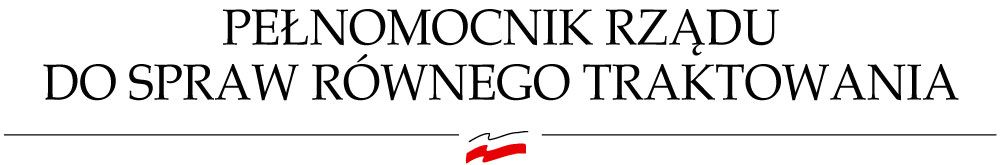 PEŁNOMOCNIK RZĄDU
DO SPRAW RÓWNEGO TRAKTOWANIA